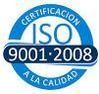 CERTIFICACION
ISO
9001·2008
A LA CALIDAD